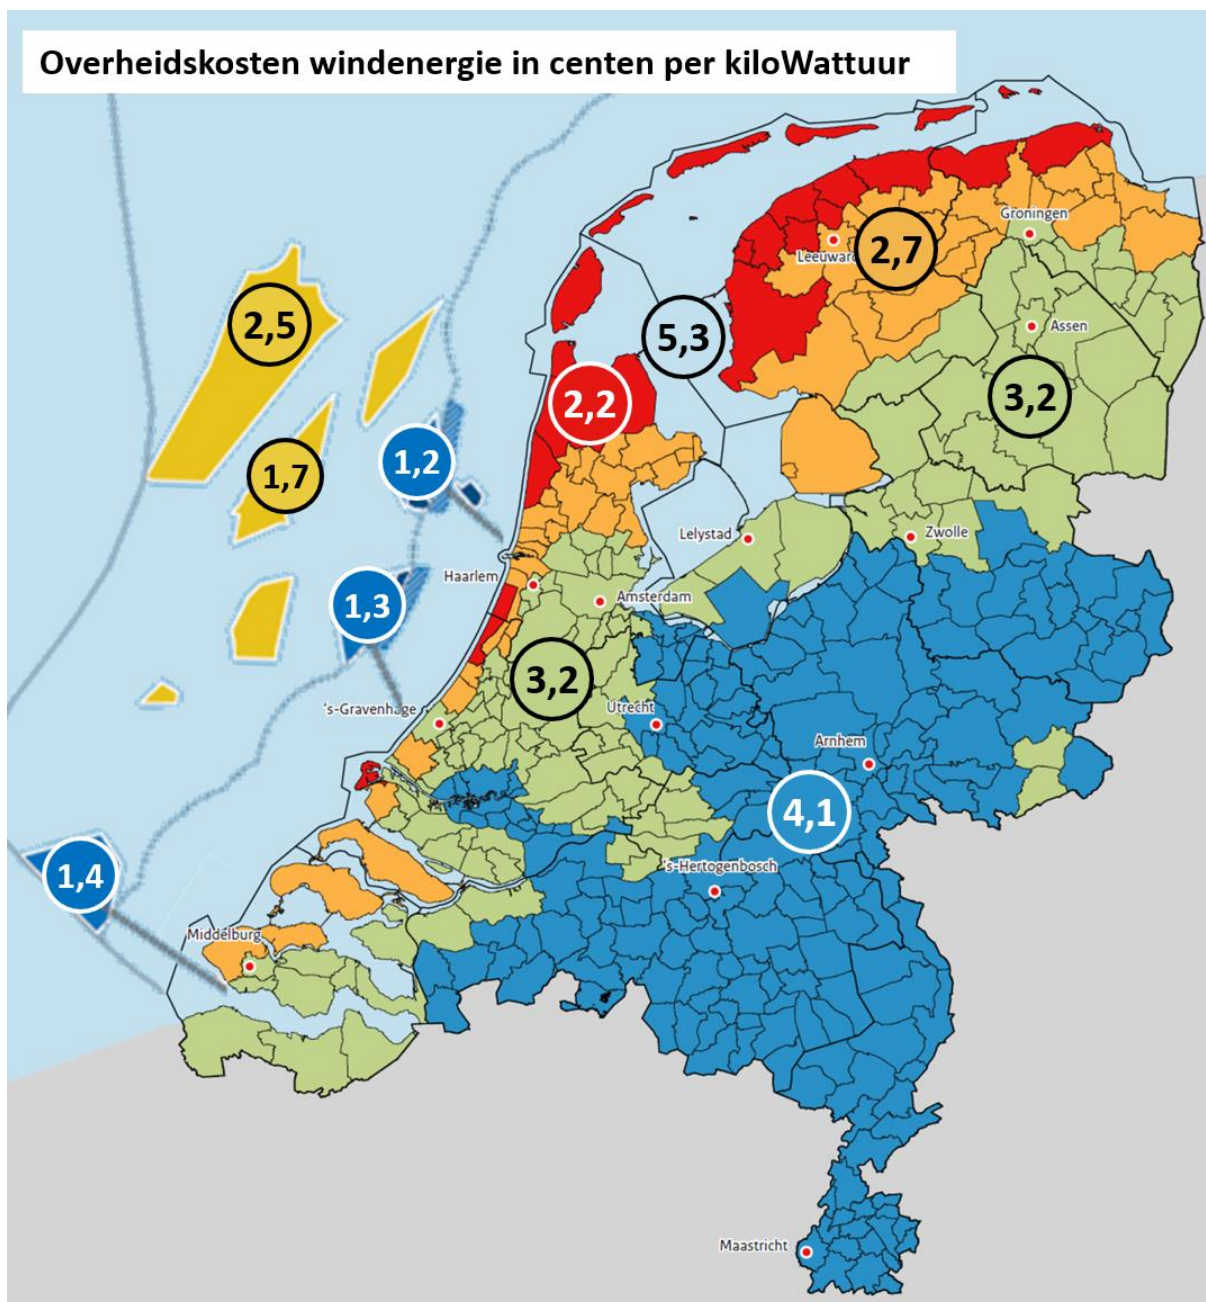 Overheidskosten windenergie in centen per kiloWattuur
Groningen
Leeuward
2,7
2,5
5,3
Assen
2,2
3,2
1,2
1,7
Zwolle
Lelystad
Haarlem
1,3
Amsterdam
3,2
's-Gravenhage
Utrecht
Arnhem
4,1
's-Hertogenbosch
1,4
Middelburg
Maastricht